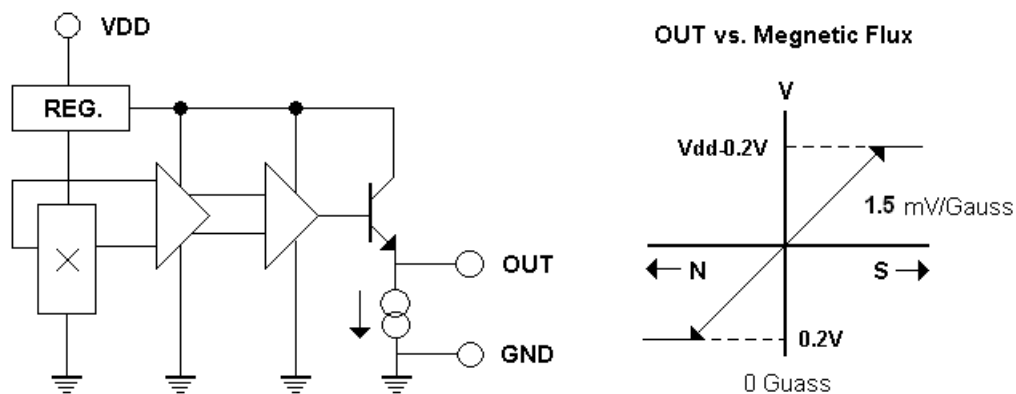 VDD
REG.
OUT
GND
OUT vs. Megnetic Flux
V
Vdd-0.2V
1.5 mV/Gauss
N
S
0.2V
0 Guass